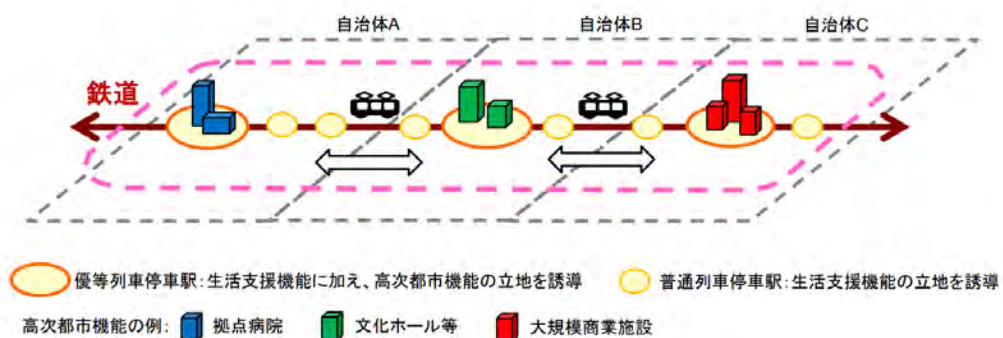 自治体A 自治体B 自治体C
鉄道
優等列車停車駅:生活支援機能に加え、高次都市機能の立地を誘導 普通列車停車駅:生活支援機能の立地を誘導
高次都市機能の例: 拠点病院 文化ホール等 大規模商業施設